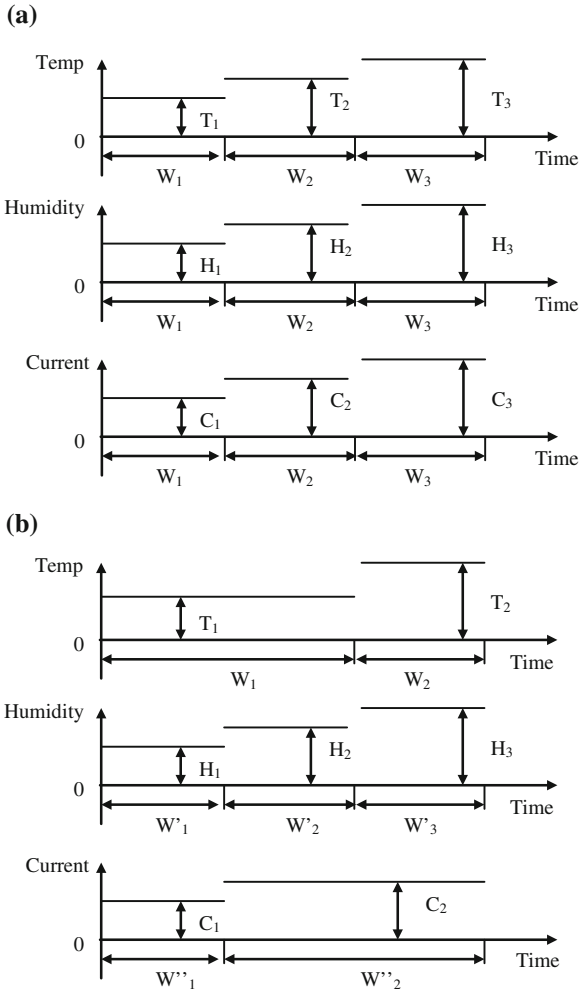 (a)
Temp
T₁
T₂
T₃
0
Time
W₁
W₂
W₃
Humidity
H₁
H₂
H₃
0
Time
W₁
W₂
W₃
Current
C₁
C₂
C₃
0
Time
W₁
W₂
W₃
(b)
Temp
T₁
T₂
0
Time
W₁
W₂
Humidity
H₁
H₂
H₃
0
Time
W'₁
W'₂
W'₃
Current
C₁
C₂
0
Time
W''₁
W''₂